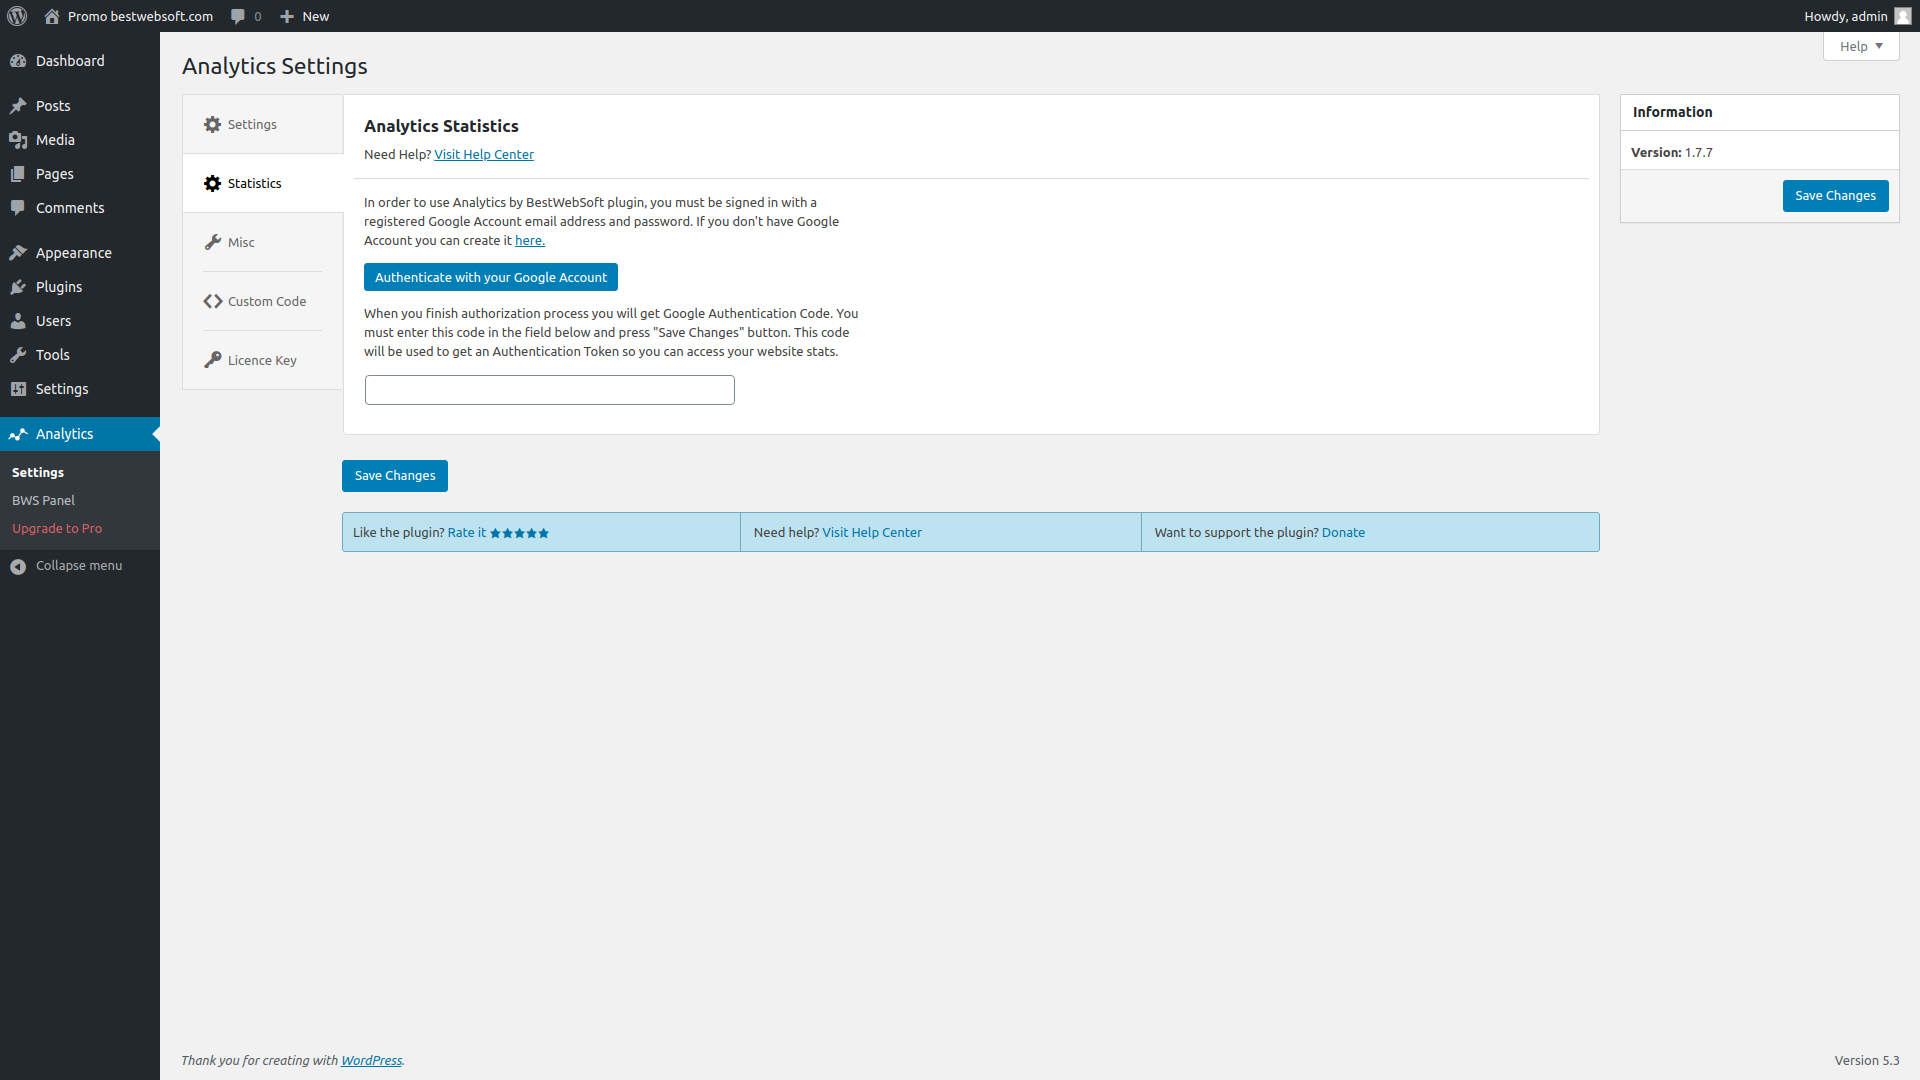 Promo bestwebsoft.com 0 New Howdy, admin
Help
Dashboard
Posts
Media
Pages
Comments
Appearance
Plugins
Users
Tools
Settings
Analytics
Settings
BWS Panel
Upgrade to Pro
Collapse menu
Analytics Settings
Settings
Statistics
Misc
Custom Code
Licence Key
Analytics Statistics
Need Help? Visit Help Center
In order to use Analytics by BestWebSoft plugin, you must be signed in with a
registered Google Account email address and password. If you don't have Google
Account you can create it here.
Authenticate with your Google Account
When you finish authorization process you will get Google Authentication Code. You
must enter this code in the field below and press "Save Changes" button. This code
will be used to get an Authentication Token so you can access your website stats.
Save Changes
Like the plugin? Rate it
Need help? Visit Help Center
Want to support the plugin? Donate
Information
Version: 1.7.7
Save Changes
Thank you for creating with WordPress.
Version 5.3